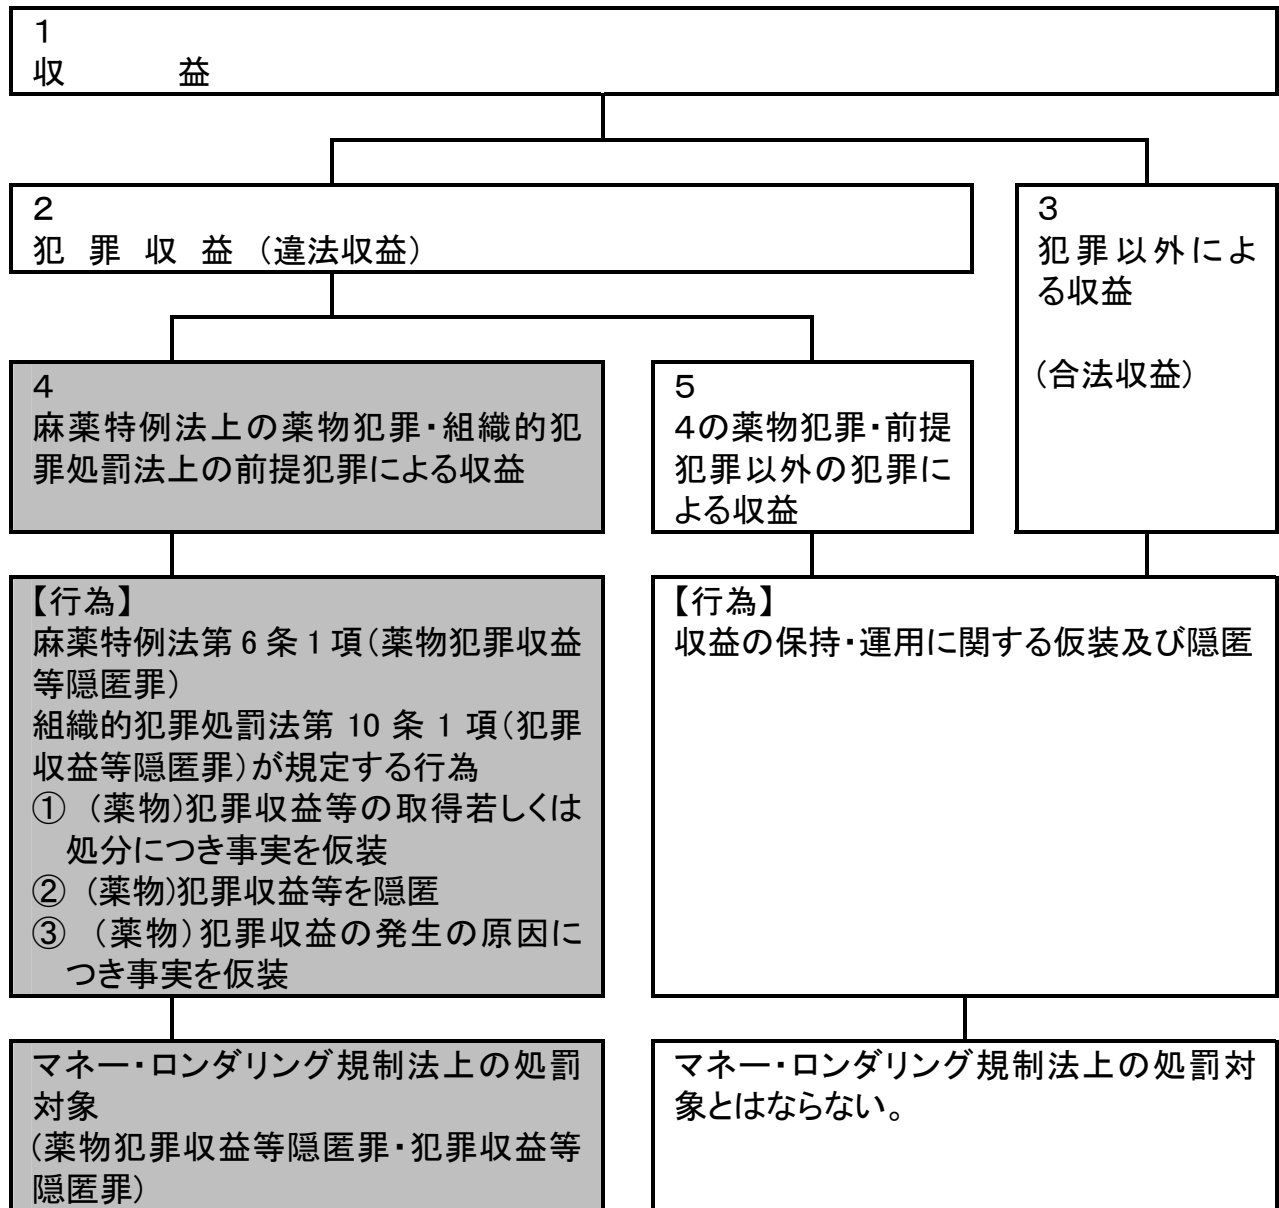 1
収　　　益
2
犯 罪 収 益 （違法収益）
3
犯罪以外によ
る収益
（合法収益）
4
麻薬特例法上の薬物犯罪・組織的犯
罪処罰法上の前提犯罪による収益
5
4の薬物犯罪・前提
犯罪以外の犯罪に
よる収益
【行為】
麻薬特例法第 6 条 1 項（薬物犯罪収益
等隠匿罪）
組織的犯罪処罰法第 10 条 1 項（犯罪
収益等隠匿罪）が規定する行為
① （薬物）犯罪収益等の取得若しくは
処分につき事実を仮装
② （薬物）犯罪収益等を隠匿
③ （薬物）犯罪収益の発生の原因に
つき事実を仮装
【行為】
収益の保持・運用に関する仮装及び隠匿
マネー・ロンダリング規制法上の処罰
対象
（薬物犯罪収益等隠匿罪・犯罪収益等
隠匿罪）
マネー・ロンダリング規制法上の処罰対
象とはならない。